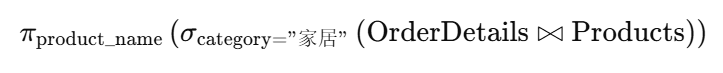 π_product_name (σ_category=”家居” (OrderDetails ⋈ Products))